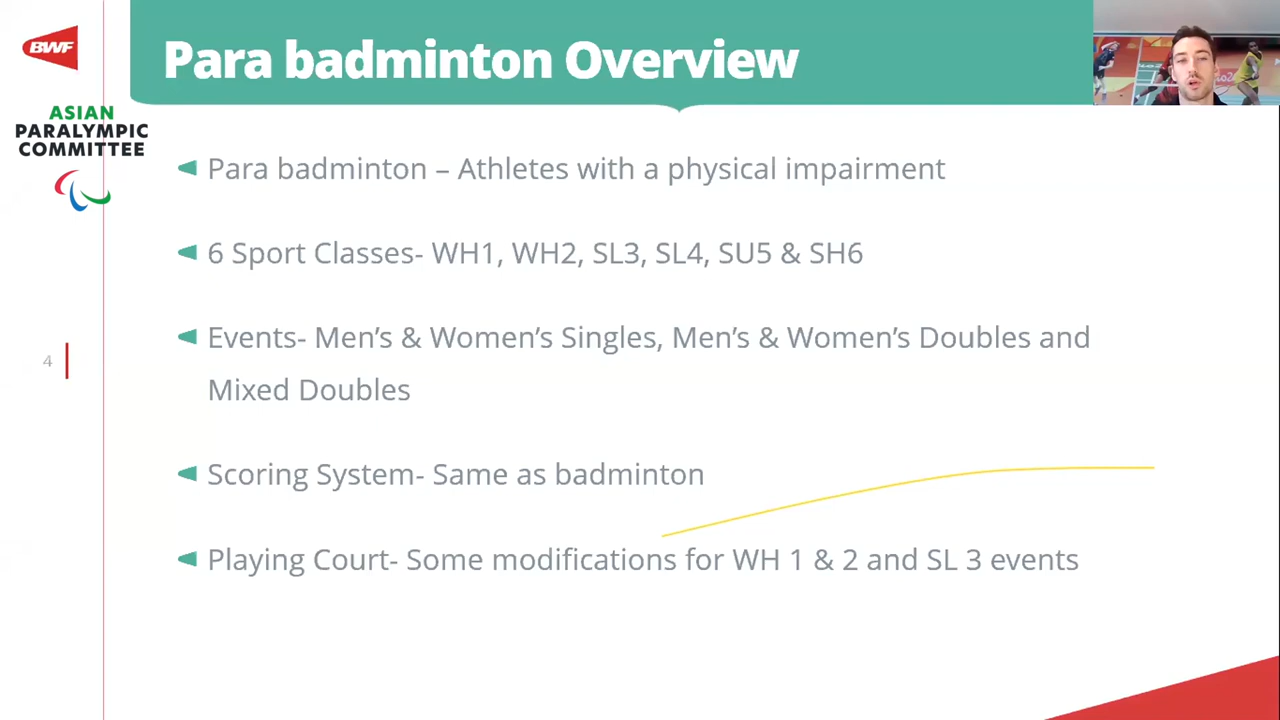 BWF
Para badminton Overview
ASIAN
PARALYMPIC
COMMITTEE
Para badminton – Athletes with a physical impairment
6 Sport Classes- WH1, WH2, SL3, SL4, SU5 & SH6
Events- Men’s & Women’s Singles, Men’s & Women’s Doubles and
Mixed Doubles
4
Scoring System- Same as badminton
Playing Court- Some modifications for WH 1 & 2 and SL 3 events